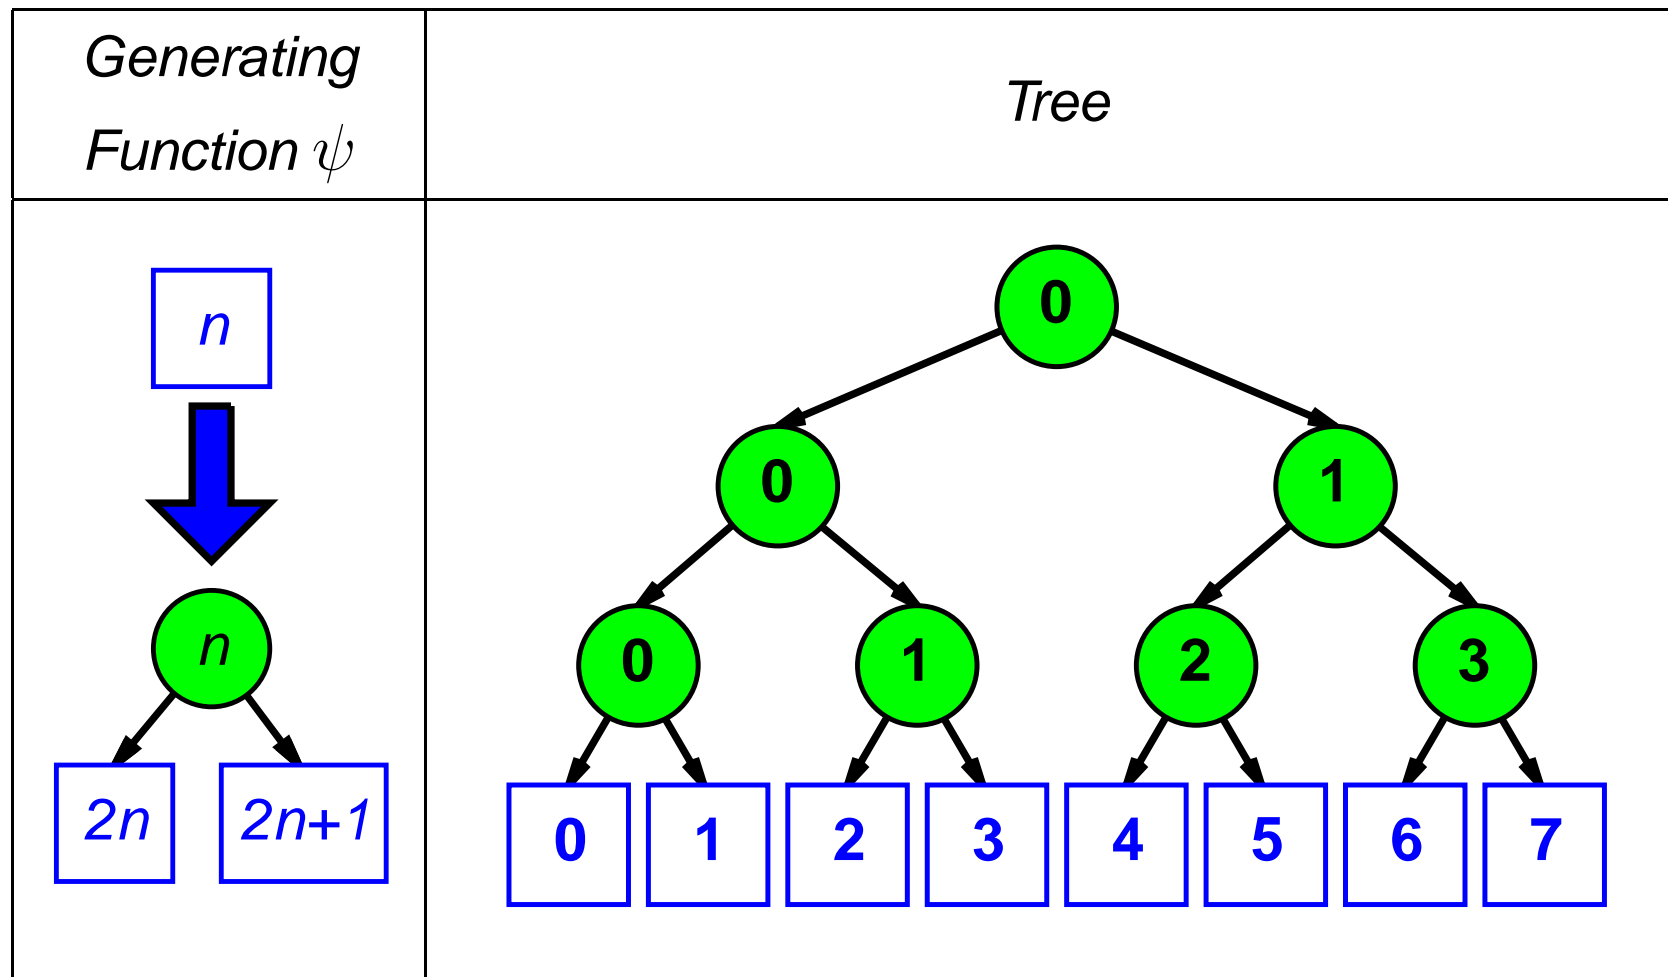 Generating
Function ψ
Tree
n
n
2n 2n+1
0
0 1
0 1 2 3
0 1 2 3 4 5 6 7